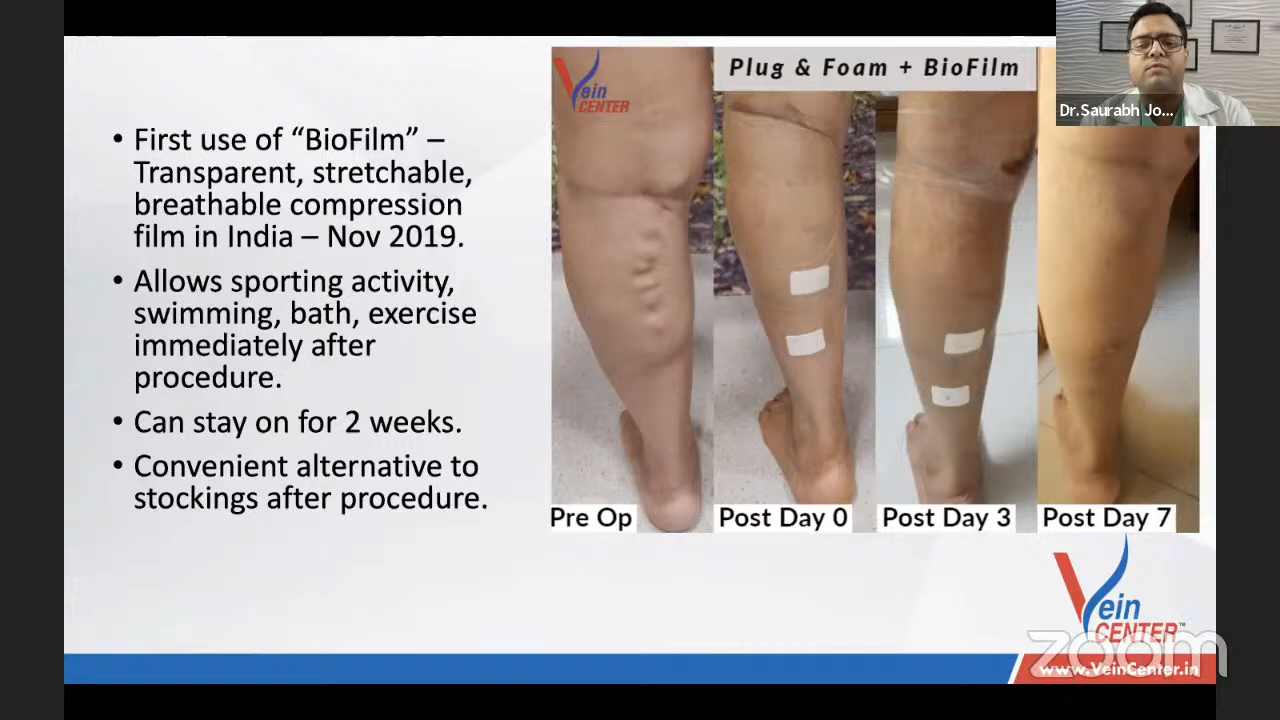 Plug & Foam + BioFilm
Vein
CENTER
Dr.Saurabh Jo...
• First use of “BioFilm” –
Transparent, stretchable,
breathable compression
film in India – Nov 2019.
• Allows sporting activity,
swimming, bath, exercise
immediately after
procedure.
• Can stay on for 2 weeks.
• Convenient alternative to
stockings after procedure.
Pre Op
Post Day 0
Post Day 3
Post Day 7
Vein
CENTER™
zoom
www.VeinCenter.in